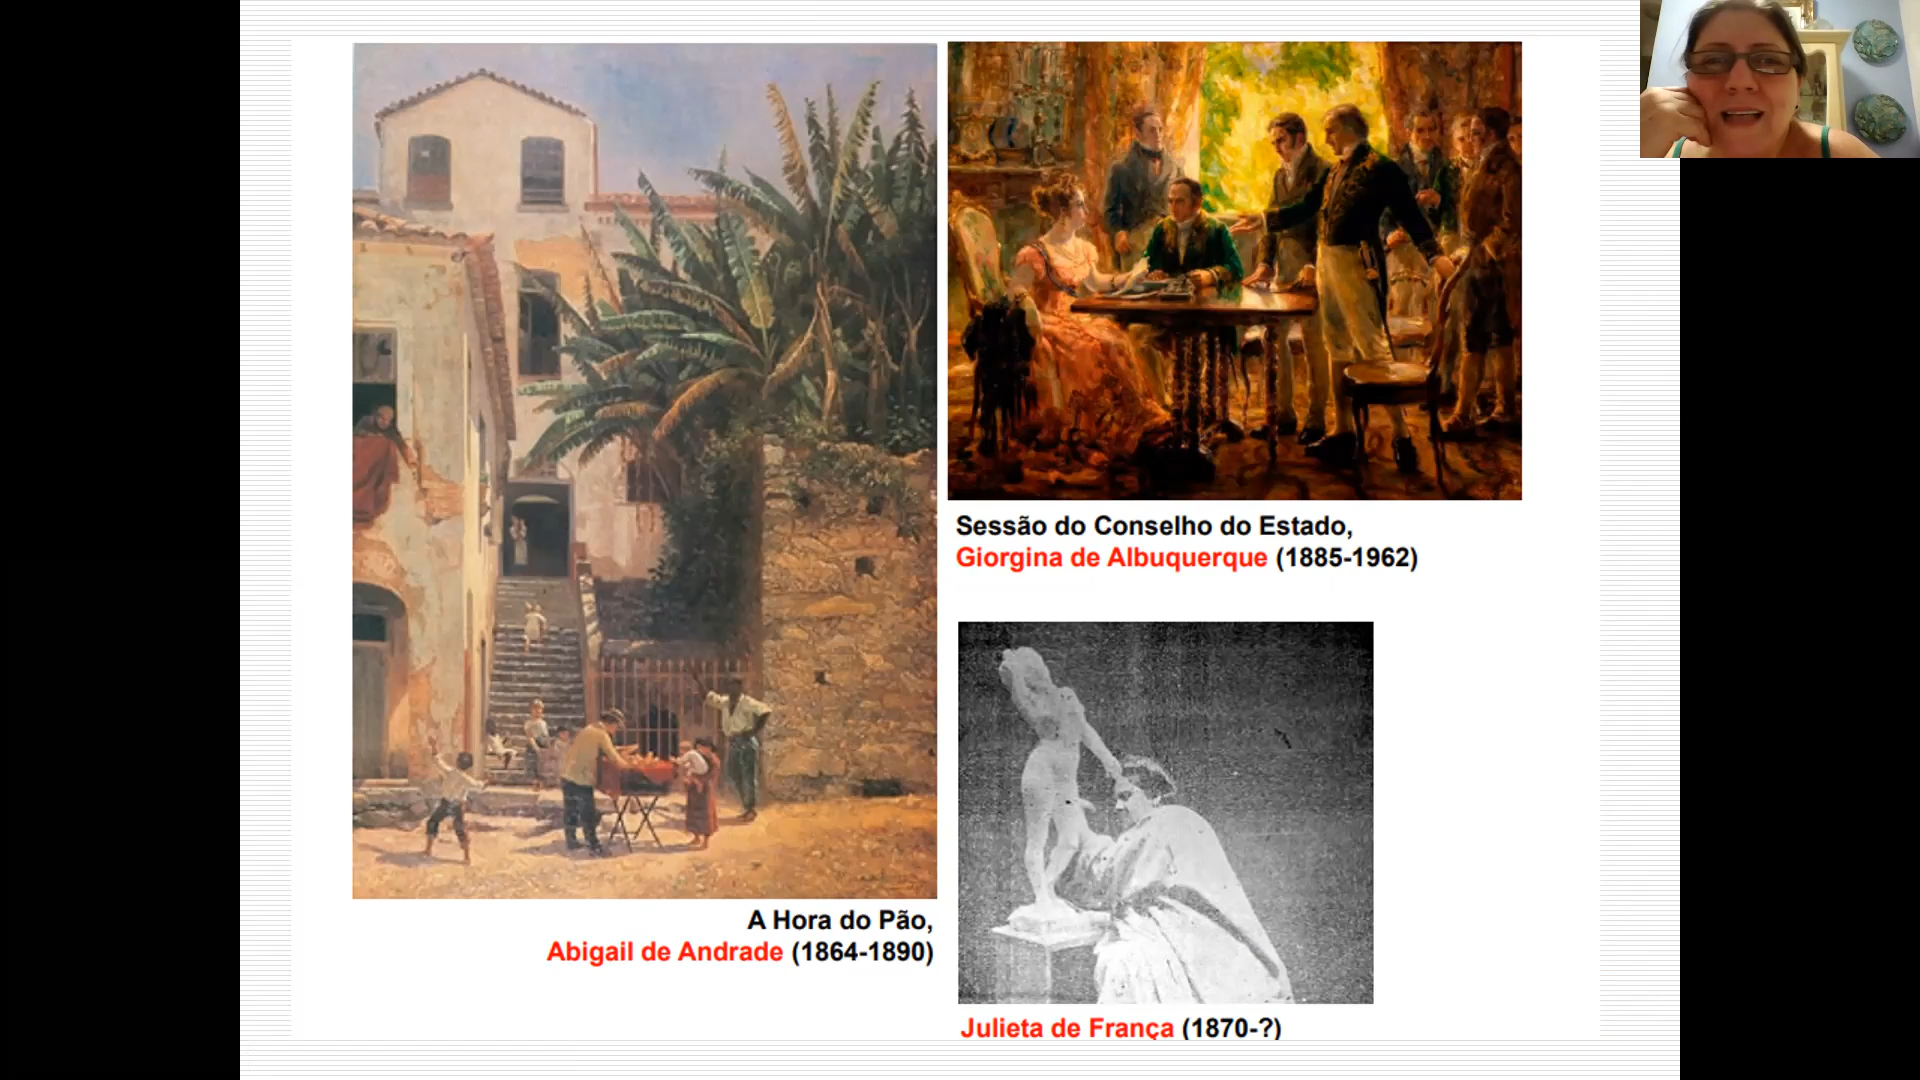 Sessão do Conselho do Estado,
Giorgina de Albuquerque (1885-1962)
A Hora do Pão,
Abigail de Andrade (1864-1890)
Julieta de França (1870-?)